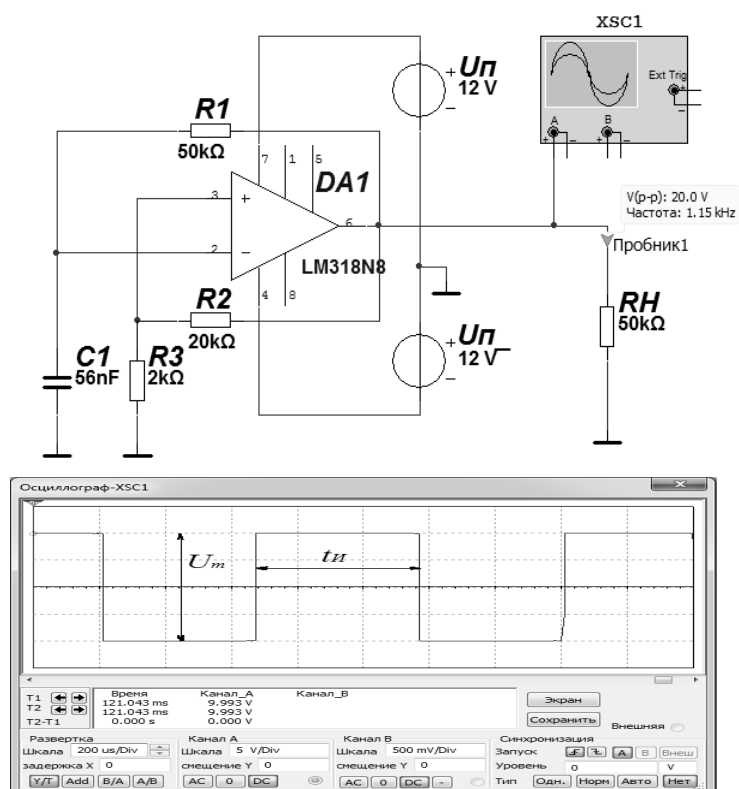 XSC1
Ext Trig
+
−
A
B
+ − + −
+ Uп
12 V
−
R1
50kΩ
7 1 5
DA1
3
+
6
2
−
LM318N8
4 8
V(p-p): 20.0 V
Частота: 1.15 kHz
Пробник1
R2
20kΩ
C1
56nF
R3
2kΩ
+ Uп
12 V
−
RH
50kΩ
Осциллограф-XSC1
Um
tи
Время Канал_A Канал_B
T1 121.043 ms 9.993 V
T2 121.043 ms 9.993 V
T2-T1 0.000 s 0.000 V
Экран
Сохранить
Внешняя
Развертка Канал A Канал B Синхронизация
Шкала 200 us/Div Шкала 5 V/Div Шкала 500 mV/Div Запуск A B Внеш
задержка X 0 смещение Y 0 смещение Y 0 Уровень 0 V
Y/T Add B/A A/B AC 0 DC AC 0 DC - Тип Одн. Норм Авто Нет